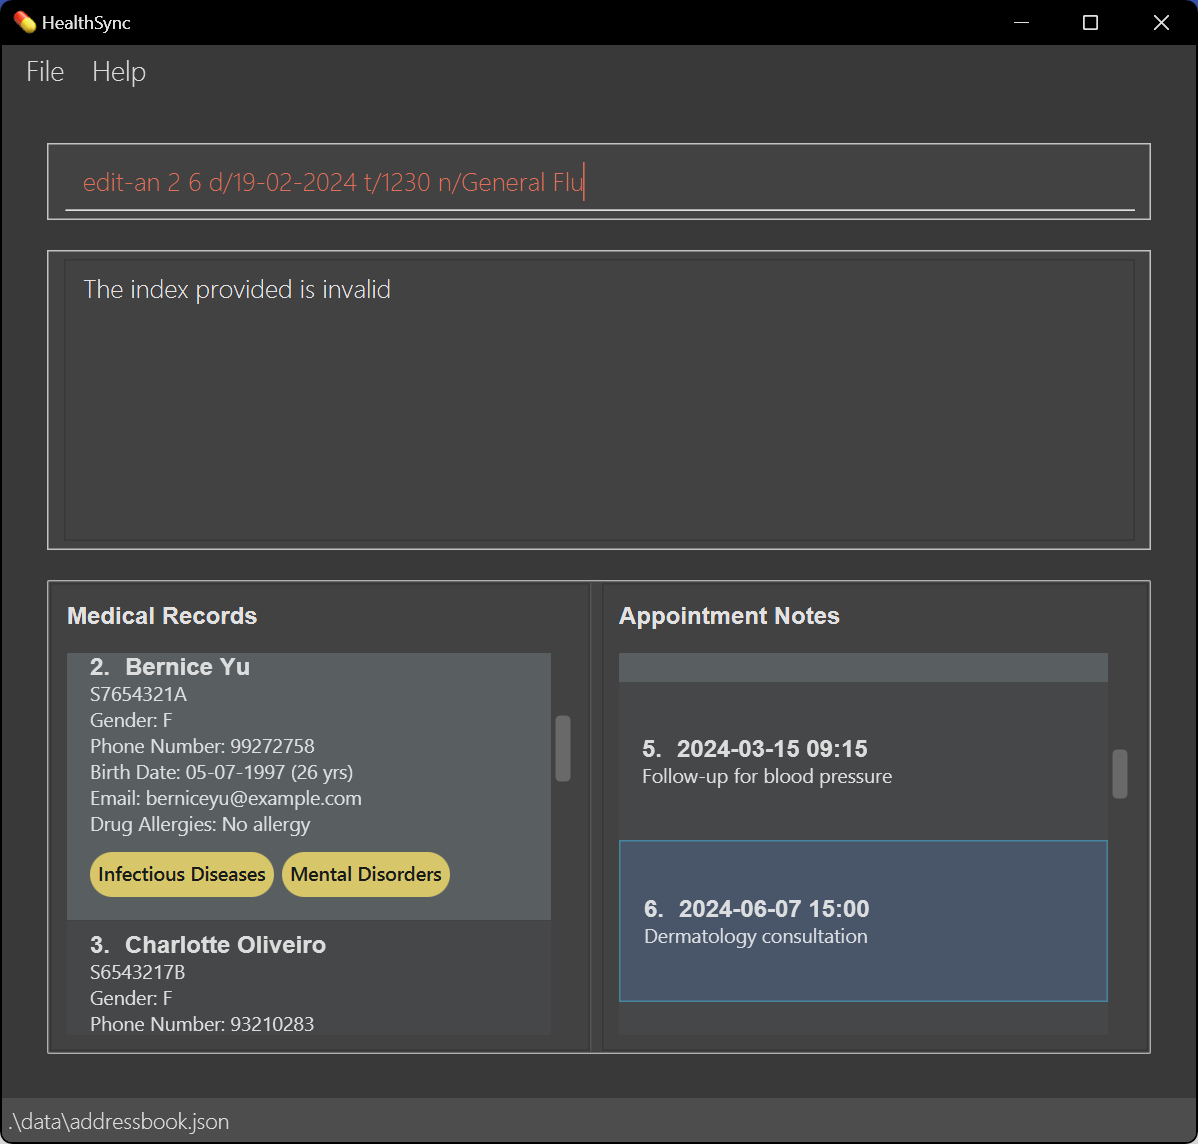 HealthSync
File Help
edit-an 2 6 d/19-02-2024 t/1230 n/General Flu
The index provided is invalid
Medical Records
2. Bernice Yu
S7654321A
Gender: F
Phone Number: 99272758
Birth Date: 05-07-1997 (26 yrs)
Email: berniceyu@example.com
Drug Allergies: No allergy
Infectious Diseases Mental Disorders
3. Charlotte Oliveiro
S6543217B
Gender: F
Phone Number: 93210283
Appointment Notes
5. 2024-03-15 09:15
Follow-up for blood pressure
6. 2024-06-07 15:00
Dermatology consultation
.\data\addressbook.json